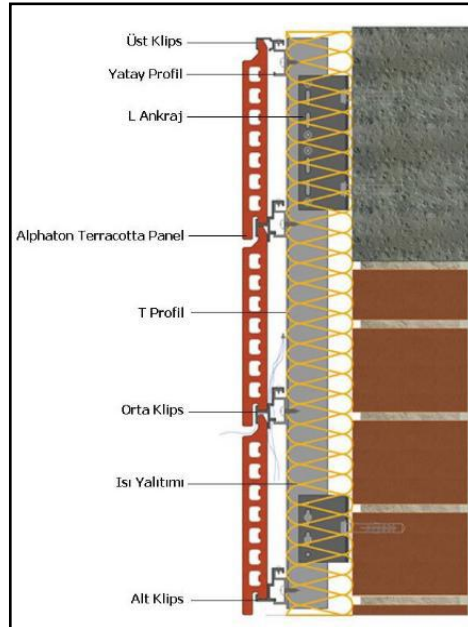 Üst Klips
Yatay Profil
L Ankraj
Alphaton Terracotta Panel
T Profil
Orta Klips
Isı Yalıtımı
Alt Klips